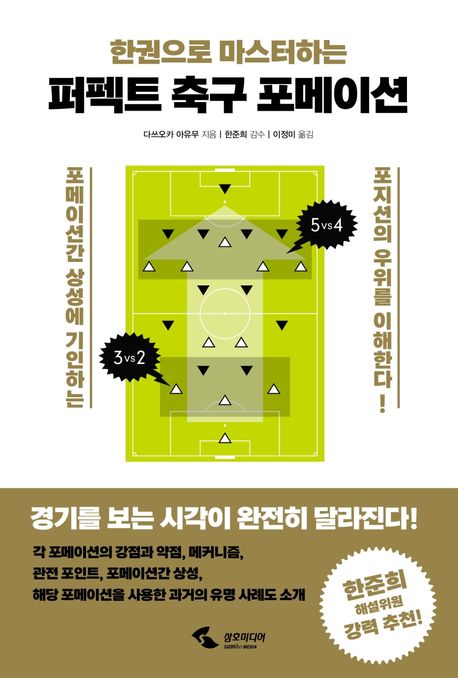 한권으로 마스터하는
퍼펙트 축구 포메이션
다쓰오카 아유무 지음 | 한준희 감수 | 이정미 옮김
포메이션간 상성에 기인하는
포지션의 우위를 이해한다!
5vs4
3vs2
경기를 보는 시각이 완전히 달라진다!
각 포메이션의 강점과 약점, 메커니즘,
관전 포인트, 포메이션간 상성,
해당 포메이션을 사용한 과거의 유명 사례도 소개
한준희
해설위원
강력 추천!
삼호미디어
samho MEDIA